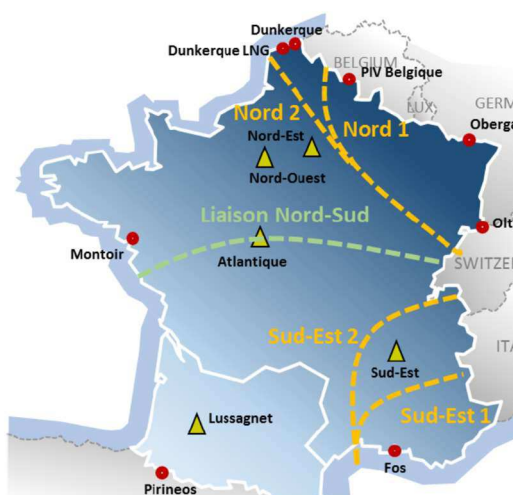 Dunkerque
Dunkerque LNG
BELGIUM
PIV Belgique
LUX
GERM
Nord 2
Nord 1
Nord-Est
Oberga
Nord-Ouest
Liaison Nord-Sud
Olt
Montoir
Atlantique
SWITZER
Sud-Est 2
ITA
Sud-Est
Lussagnet
Sud-Est 1
Fos
Pirineos